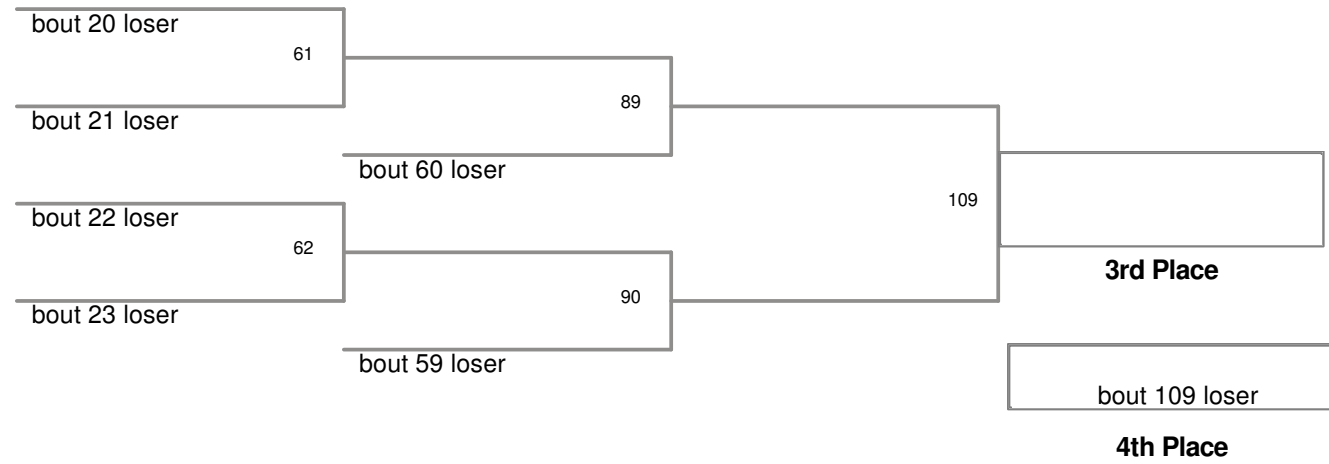 bout 20 loser
61
bout 21 loser
89
bout 60 loser
bout 22 loser
109
62
3rd Place
90
bout 23 loser
bout 59 loser
bout 109 loser
4th Place